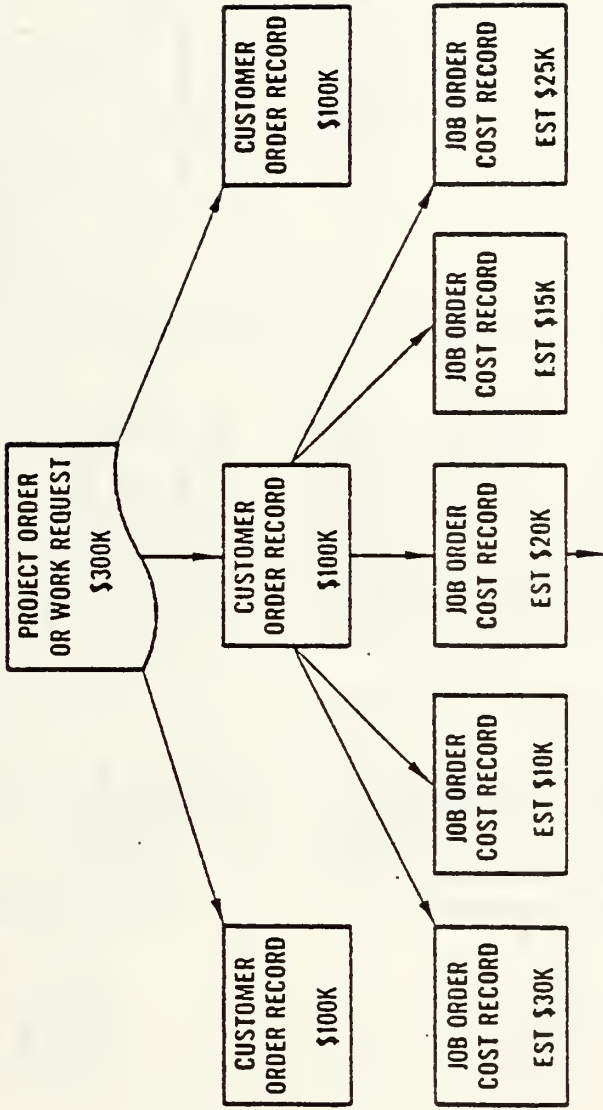 PROJECT ORDER
OR WORK REQUEST
$300K
CUSTOMER
ORDER RECORD
$100K
CUSTOMER
ORDER RECORD
$100K
CUSTOMER
ORDER RECORD
$100K
JOB ORDER
COST RECORD
EST $30K
JOB ORDER
COST RECORD
EST $10K
JOB ORDER
COST RECORD
EST $20K
JOB ORDER
COST RECORD
EST $15K
JOB ORDER
COST RECORD
EST $25K